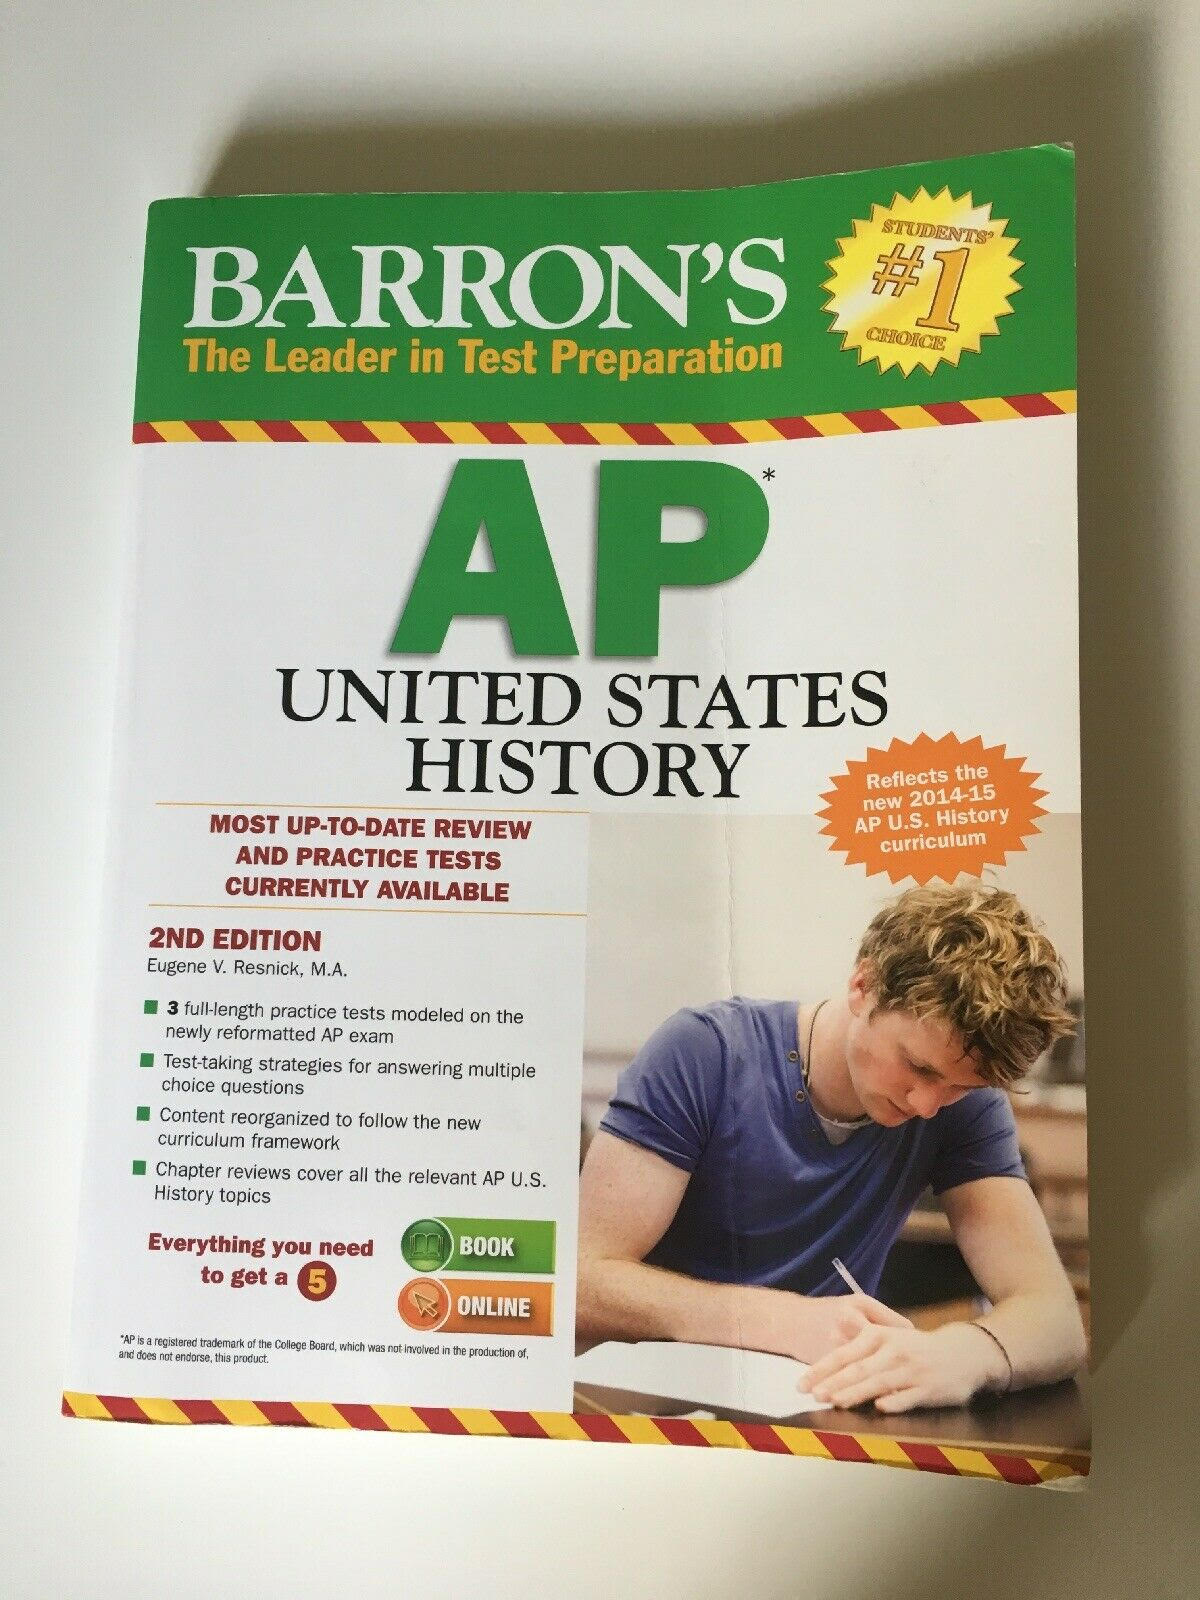 BARRON'S
The Leader in Test Preparation
STUDENTS'
#1
CHOICE
AP*
UNITED STATES
HISTORY
Reflects the
new 2014-15
AP U.S. History
curriculum
MOST UP-TO-DATE REVIEW
AND PRACTICE TESTS
CURRENTLY AVAILABLE
2ND EDITION
Eugene V. Resnick, M.A.
3 full-length practice tests modeled on the
newly reformatted AP exam
Test-taking strategies for answering multiple
choice questions
Content reorganized to follow the new
curriculum framework
Chapter reviews cover all the relevant AP U.S.
History topics
Everything you need
to get a 5
BOOK
ONLINE
*AP is a registered trademark of the College Board, which was not involved in the production of,
and does not endorse, this product.